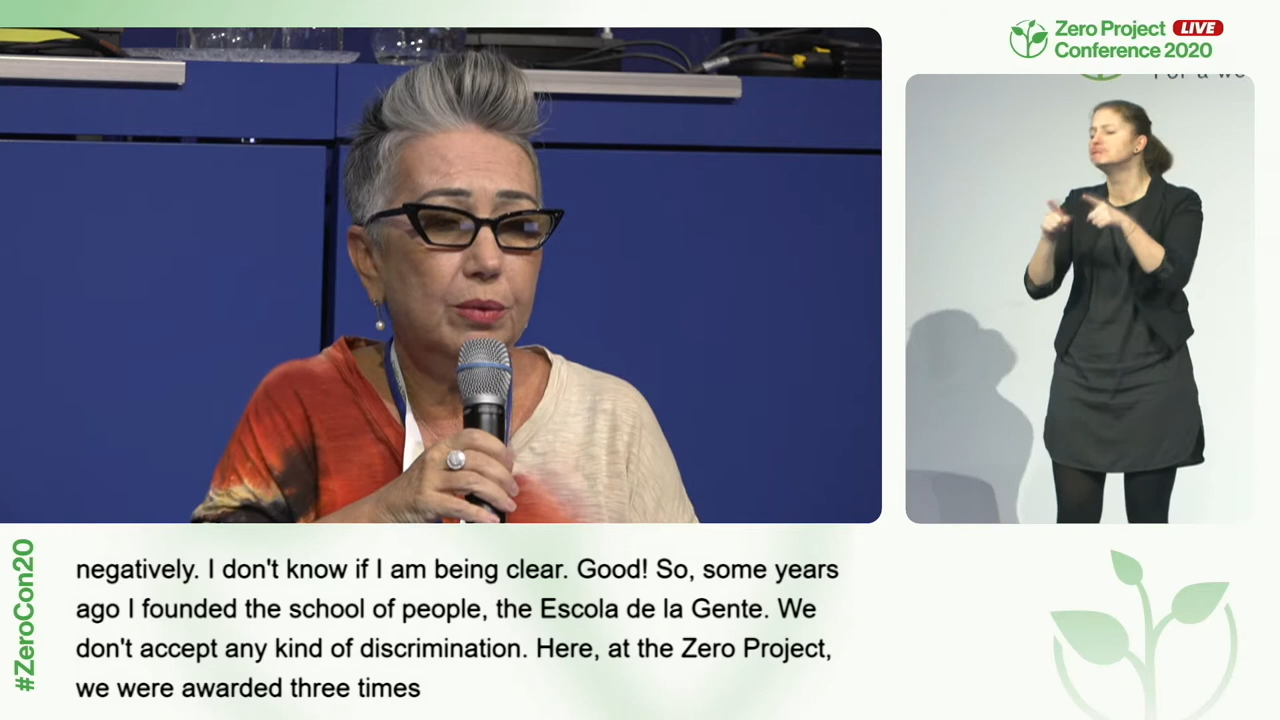 Zero Project LIVE
Conference 2020
For a we
negatively. I don't know if I am being clear. Good! So, some years
ago I founded the school of people, the Escola de la Gente. We
don't accept any kind of discrimination. Here, at the Zero Project,
we were awarded three times
#ZeroCon20